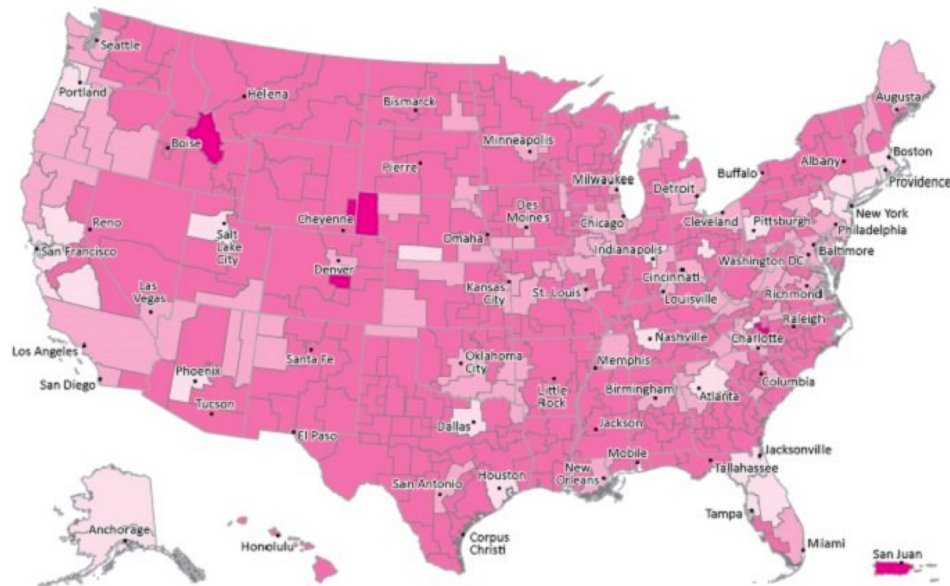 Seattle
Portland
Helena
Bismarck
Boise
Minneapolis
Augusta
Pierre
Milwaukee
Buffalo
Albany
Boston
Detroit
Providence
Reno
Cheyenne
Des
Moines
Chicago
Cleveland
Pittsburgh
New York
Salt
Lake
City
Omaha
Indianapolis
Philadelphia
San Francisco
Denver
Cincinnati
Washington DC
Baltimore
Las
Vegas
Kansas
City
St. Louis
Louisville
Richmond
Raleigh
Los Angeles
Santa Fe
Oklahoma
City
Memphis
Nashville
Charlotte
San Diego
Phoenix
Little
Rock
Birmingham
Atlanta
Columbia
Tucson
Dallas
Jackson
El Paso
Mobile
Jacksonville
San Antonio
Houston
New
Orleans
Tallahassee
Anchorage
Honolulu
Corpus
Christi
Tampa
Miami
San Juan